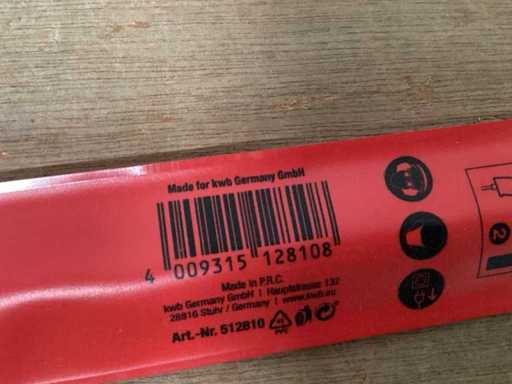 Made for kwb Germany GmbH
4 009315 128108
Made in P.R.C.
kwb Germany GmbH | Hauptstrasse 132
28816 Stuhr / Germany | www.kwb.eu
Art.-Nr. 512810
2